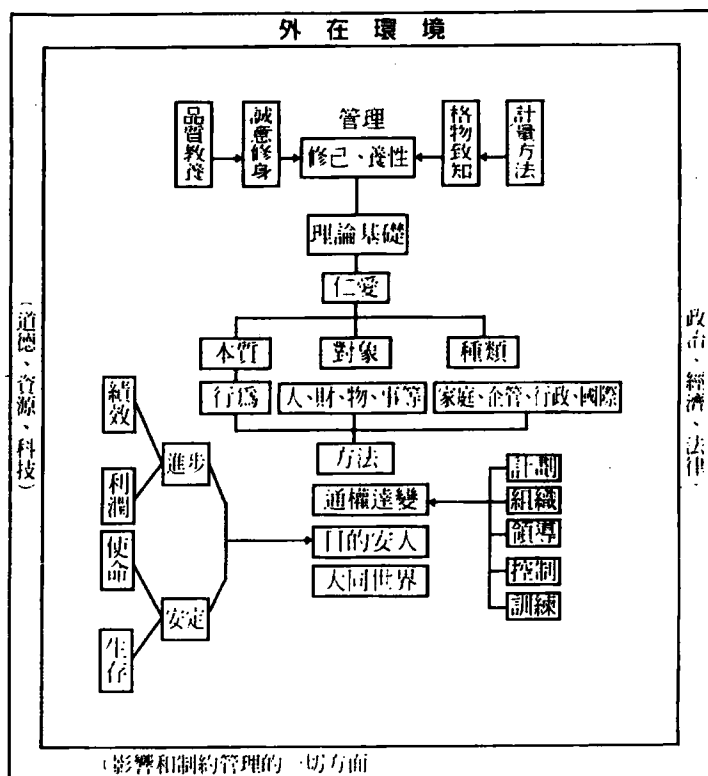 外在環境
管理
品質教養
誠意修身
修己、養性
格物致知
計量方法
理論基礎
仁愛
本質
對象
種類
行爲
人、財、物、事等
家庭、企管、行政、國際
方法
績效
利潤
進步
使命
生存
安定
通權達變
目的安人
大同世界
計劃
組織
領導
控制
訓練
(道德、資源、科技)
政治、經濟、法律)
(影響和制約管理的一切方面